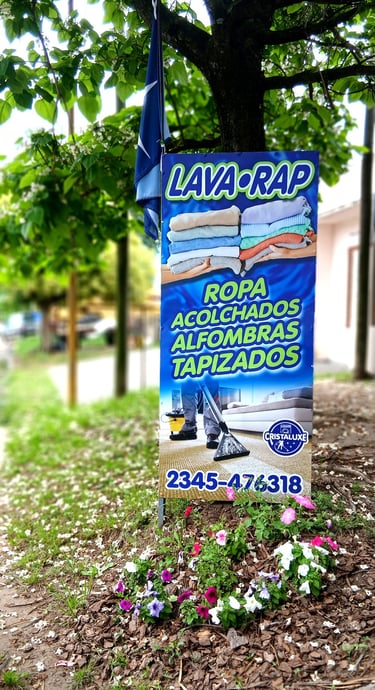 LAVA•RAP
ROPA
ACOLCHADOS
ALFOMBRAS
TAPIZADOS
CRISTALUXE
2345-476318